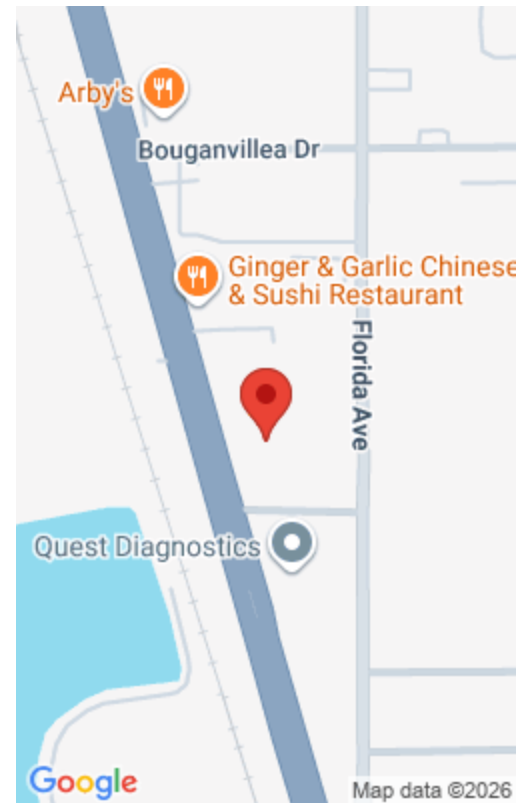 Arby's
Bouganvillea Dr
Ginger & Garlic Chinese
& Sushi Restaurant
Florida Ave
Quest Diagnostics
Google
Map data ©2026